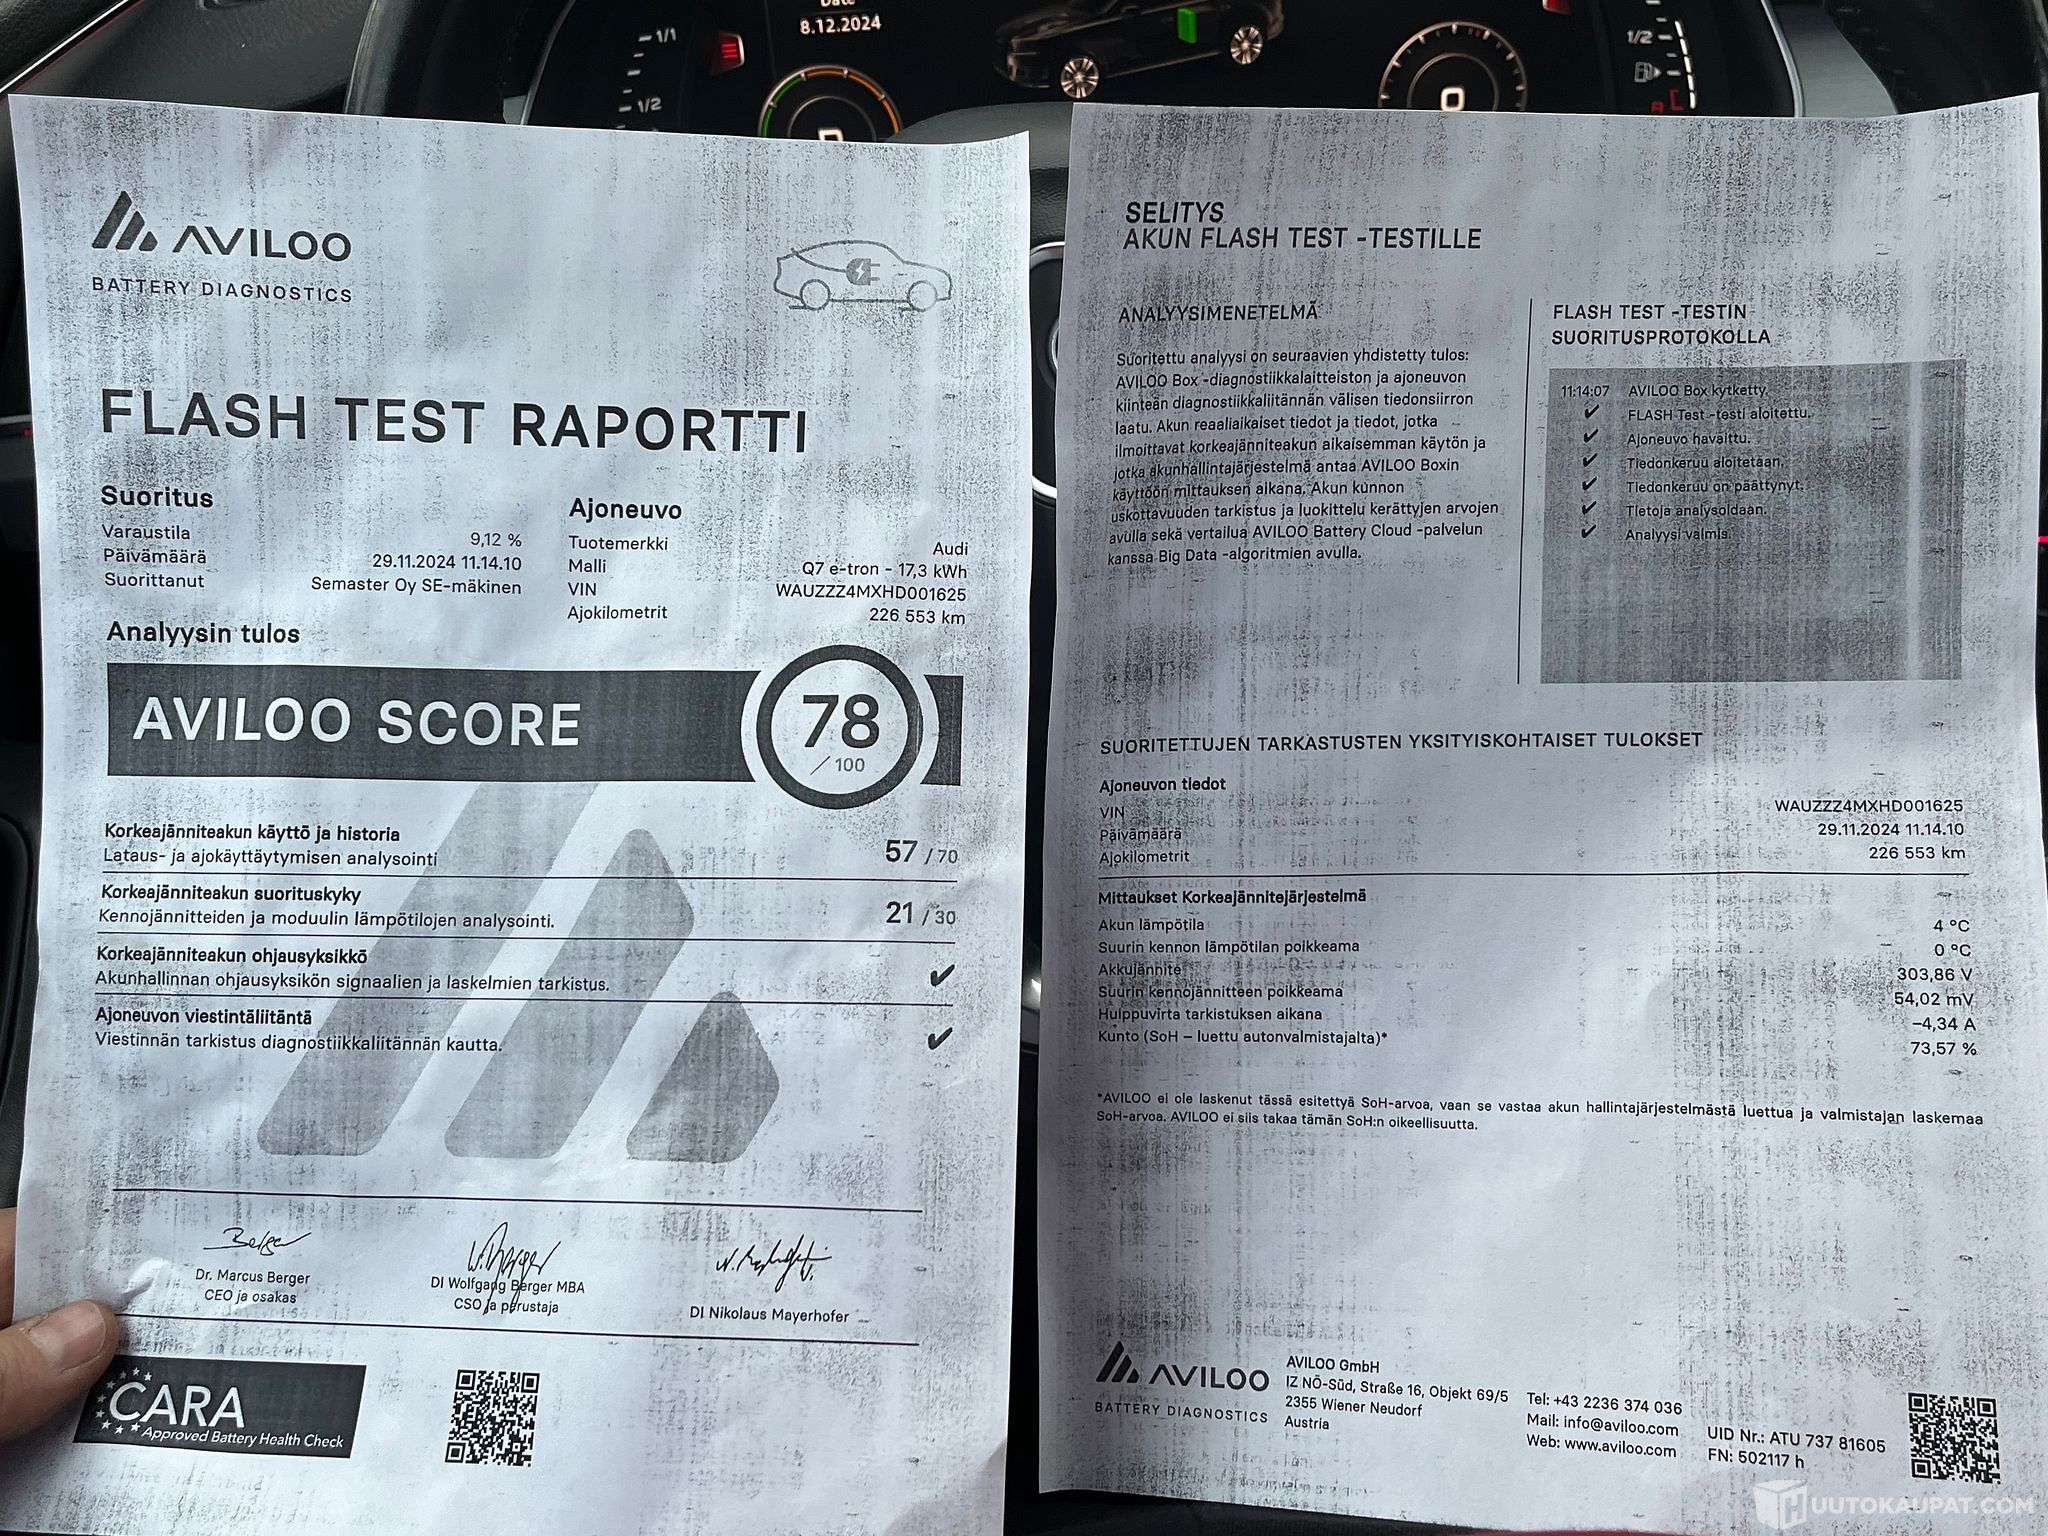 Date
8.12.2024
1/1
1/2
1/2
0
AVILOO
BATTERY DIAGNOSTICS
FLASH TEST RAPORTTI
Suoritus
Varaustila 9,12 %
Päivämäärä 29.11.2024 11.14.10
Suorittanut Semaster Oy SE-mäkinen
Ajoneuvo
Tuotemerkki Audi
Malli Q7 e-tron - 17,3 kWh
VIN WAUZZZ4MXHD001625
Ajokilometrit 226 553 km
Analyysin tulos
AVILOO SCORE 78 / 100
Korkeajänniteakun käyttö ja historia
Lataus- ja ajokäyttäytymisen analysointi 57 / 70
Korkeajänniteakun suorituskyky
Kennojännitteiden ja moduulin lämpötilojen analysointi. 21 / 30
Korkeajänniteakun ohjausyksikkö
Akunhallinnan ohjausyksikön signaalien ja laskelmien tarkistus. ✔
Ajoneuvon viestintäliitäntä
Viestinnän tarkistus diagnostiikkaliitännän kautta. ✔
Dr. Marcus Berger
CEO ja osakas
DI Wolfgang Berger MBA
CSO ja perustaja
DI Nikolaus Mayerhofer
CARA
Approved Battery Health Check
SELITYS
AKUN FLASH TEST -TESTILLE
ANALYYSIMENETELMÄ
Suoritettu analyysi on seuraavien yhdistetty tulos:
AVILOO Box -diagnostiikkalaitteiston ja ajoneuvon
kiinteän diagnostiikkaliitännän välisen tiedonsiirron
laatu. Akun reaaliaikaiset tiedot ja tiedot, jotka
ilmoittavat korkeajänniteakun aikaisemman käytön ja
jotka akunhallintajärjestelmä antaa AVILOO Boxin
käyttöön mittauksen aikana. Akun kunnon
uskottavuuden tarkistus ja luokittelu kerättyjen arvojen
avulla sekä vertailua AVILOO Battery Cloud -palvelun
kanssa Big Data -algoritmien avulla.
FLASH TEST -TESTIN
SUORITUSPROTOKOLLA
11:14:07 AVILOO Box kytketty.
✔ FLASH Test -testi aloitettu.
✔ Ajoneuvo havaittu.
✔ Tiedonkeruu aloitetaan.
✔ Tiedonkeruu on päättynyt.
✔ Tietoja analysoidaan.
✔ Analyysi valmis.
SUORITETTUJEN TARKASTUSTEN YKSITYISKOHTAISET TULOKSET
Ajoneuvon tiedot
VIN WAUZZZ4MXHD001625
Päivämäärä 29.11.2024 11.14.10
Ajokilometrit 226 553 km
Mittaukset Korkeajännitejärjestelmä
Akun lämpötila 4 °C
Suurin kennon lämpötilan poikkeama 0 °C
Akkujännite 303,86 V
Suurin kennojännitteen poikkeama 54,02 mV
Huippuvirta tarkistuksen aikana –4,34 A
Kunto (SoH – luettu autonvalmistajalta)* 73,57 %
*AVILOO ei ole laskenut tässä esitettyä SoH-arvoa, vaan se vastaa akun hallintajärjestelmästä luettua ja valmistajan laskemaa
SoH-arvoa. AVILOO ei siis takaa tämän SoH:n oikeellisuutta.
AVILOO
BATTERY DIAGNOSTICS
AVILOO GmbH
IZ NÖ-Süd, Straße 16, Objekt 69/5
2355 Wiener Neudorf
Austria
Tel: +43 2236 374 036
Mail: info@aviloo.com
Web: www.aviloo.com
UID Nr.: ATU 737 81605
FN: 502117 h
HUUTOKAUPAT.COM